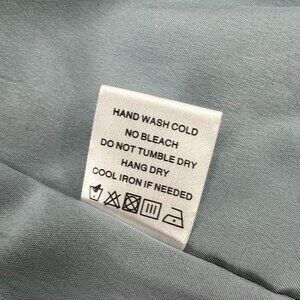 HAND WASH COLD
NO BLEACH
DO NOT TUMBLE DRY
HANG DRY
COOL IRON IF NEEDED